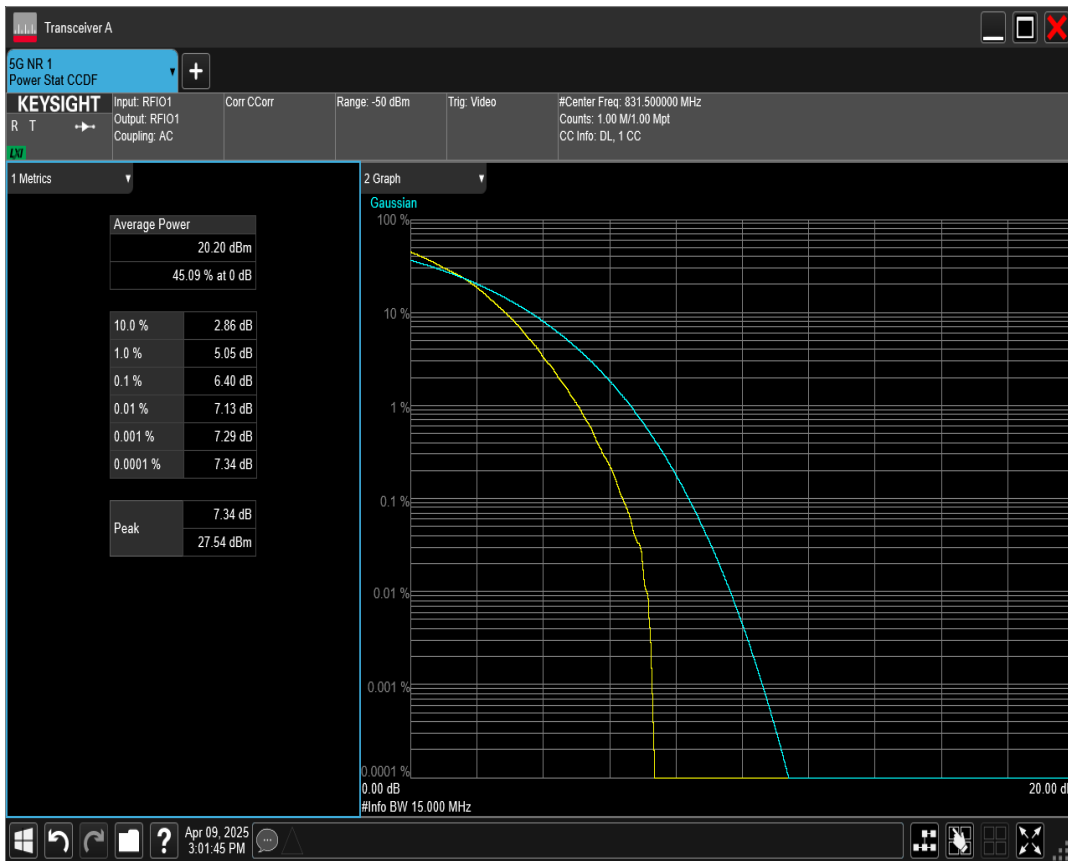 Transceiver A
5G NR 1
Power Stat CCDF
KEYSIGHT
R T
LXI
Input: RFIO1
Output: RFIO1
Coupling: AC
Corr CCorr
Range: -50 dBm
Trig: Video
#Center Freq: 831.500000 MHz
Counts: 1.00 M/1.00 Mpt
CC Info: DL, 1 CC
1 Metrics
Average Power
20.20 dBm
45.09 % at 0 dB
10.0 % 2.86 dB
1.0 % 5.05 dB
0.1 % 6.40 dB
0.01 % 7.13 dB
0.001 % 7.29 dB
0.0001 % 7.34 dB
Peak
7.34 dB
27.54 dBm
2 Graph
Gaussian
100 %
10 %
1 %
0.1 %
0.01 %
0.001 %
0.0001 %
0.00 dB
20.00 d
#Info BW 15.000 MHz
Apr 09, 2025
3:01:45 PM